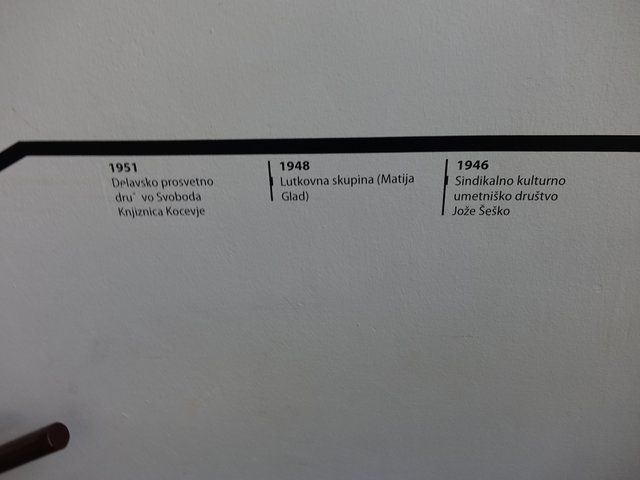 1951
Delavsko prosvetno
dru vo Svoboda
Knjiznica Kocevje
1948
Lutkovna skupina (Matija
Glad)
1946
Sindikalno kulturno
umetniško društvo
Jože Šeško